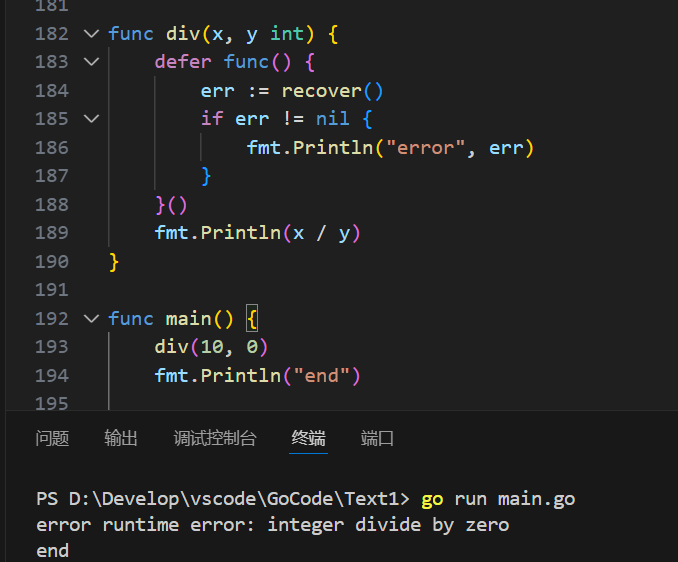 181
182 func div(x, y int) {
183     defer func() {
184         err := recover()
185         if err != nil {
186             fmt.Println("error", err)
187         }
188     }()
189     fmt.Println(x / y)
190 }
191
192 func main() {
193     div(10, 0)
194     fmt.Println("end")
195
问题 输出 调试控制台 终端 端口
PS D:\Develop\vscode\GoCode\Text1> go run main.go
error runtime error: integer divide by zero
end